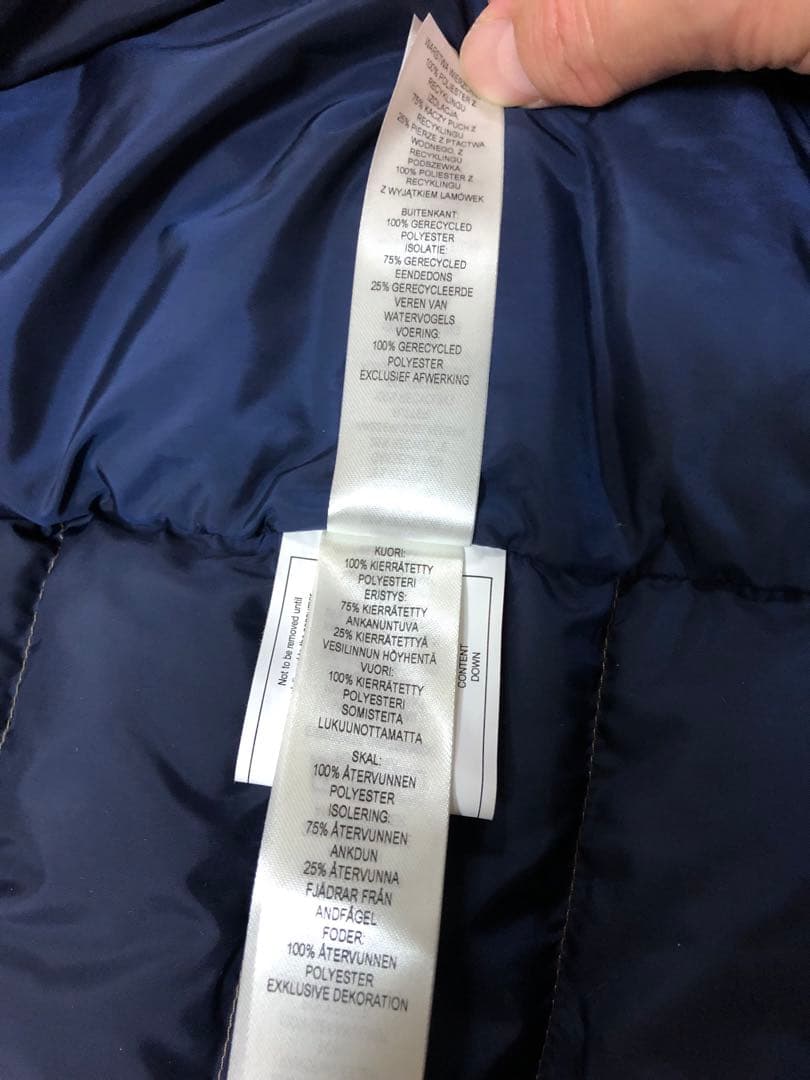 WARSTWA
100% POLIESTER Z
RECYKLINGU
IZOLACJA:
75% KACZY PUCH Z
RECYKLINGU
25% PIERZE Z PTACTWA
WODNEGO, Z
RECYKLINGU
PODSZEWKA:
100% POLIESTER Z
RECYKLINGU
Z WYJĄTKIEM LAMÓWEK
BUITENKANT:
100% GERECYCLED
POLYESTER
ISOLATIE:
75% GERECYCLED
EENDEDONS
25% GERECYCLEERDE
VEREN VAN
WATERVOGELS
VOERING:
100% GERECYCLED
POLYESTER
EXCLUSIEF AFWERKING
KUORI:
100% KIERRÄTETTY
POLYESTERI
ERISTYS:
75% KIERRÄTETTY
ANKANUNTUVA
25% KIERRÄTETTYÄ
VESILINNUN HÖYHENTÄ
VUORI:
100% KIERRÄTETTY
POLYESTERI
SOMISTEITA
LUKUUNOTTAMATTA
SKAL:
100% ÅTERVUNNEN
POLYESTER
ISOLERING:
75% ÅTERVUNNEN
ANKDUN
25% ÅTERVUNNA
FJÄDRAR FRÅN
ANDFÅGEL
FODER:
100% ÅTERVUNNEN
POLYESTER
EXKLUSIVE DEKORATION
Not to be removed until
CONTENT
DOWN